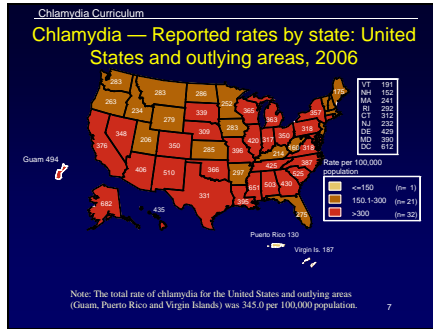 Chlamydia Curriculum
Chlamydia — Reported rates by state: United
States and outlying areas, 2006
283
283
286
263
234
252
279
339
365
363
357
175
348
206
309
283
318
376
350
285
396
420
317
350
160
318
214
387
406
510
366
297
425
525
331
651
503
430
395
275
682
435
Guam 494
VT 191
NH 152
MA 241
RI 292
CT 312
NJ 232
DE 429
MD 390
DC 612
Rate per 100,000
population
<=150 (n= 1)
150.1-300 (n= 21)
>300 (n= 32)
Puerto Rico 130
Virgin Is. 187
Note: The total rate of chlamydia for the United States and outlying areas
(Guam, Puerto Rico and Virgin Islands) was 345.0 per 100,000 population.
7